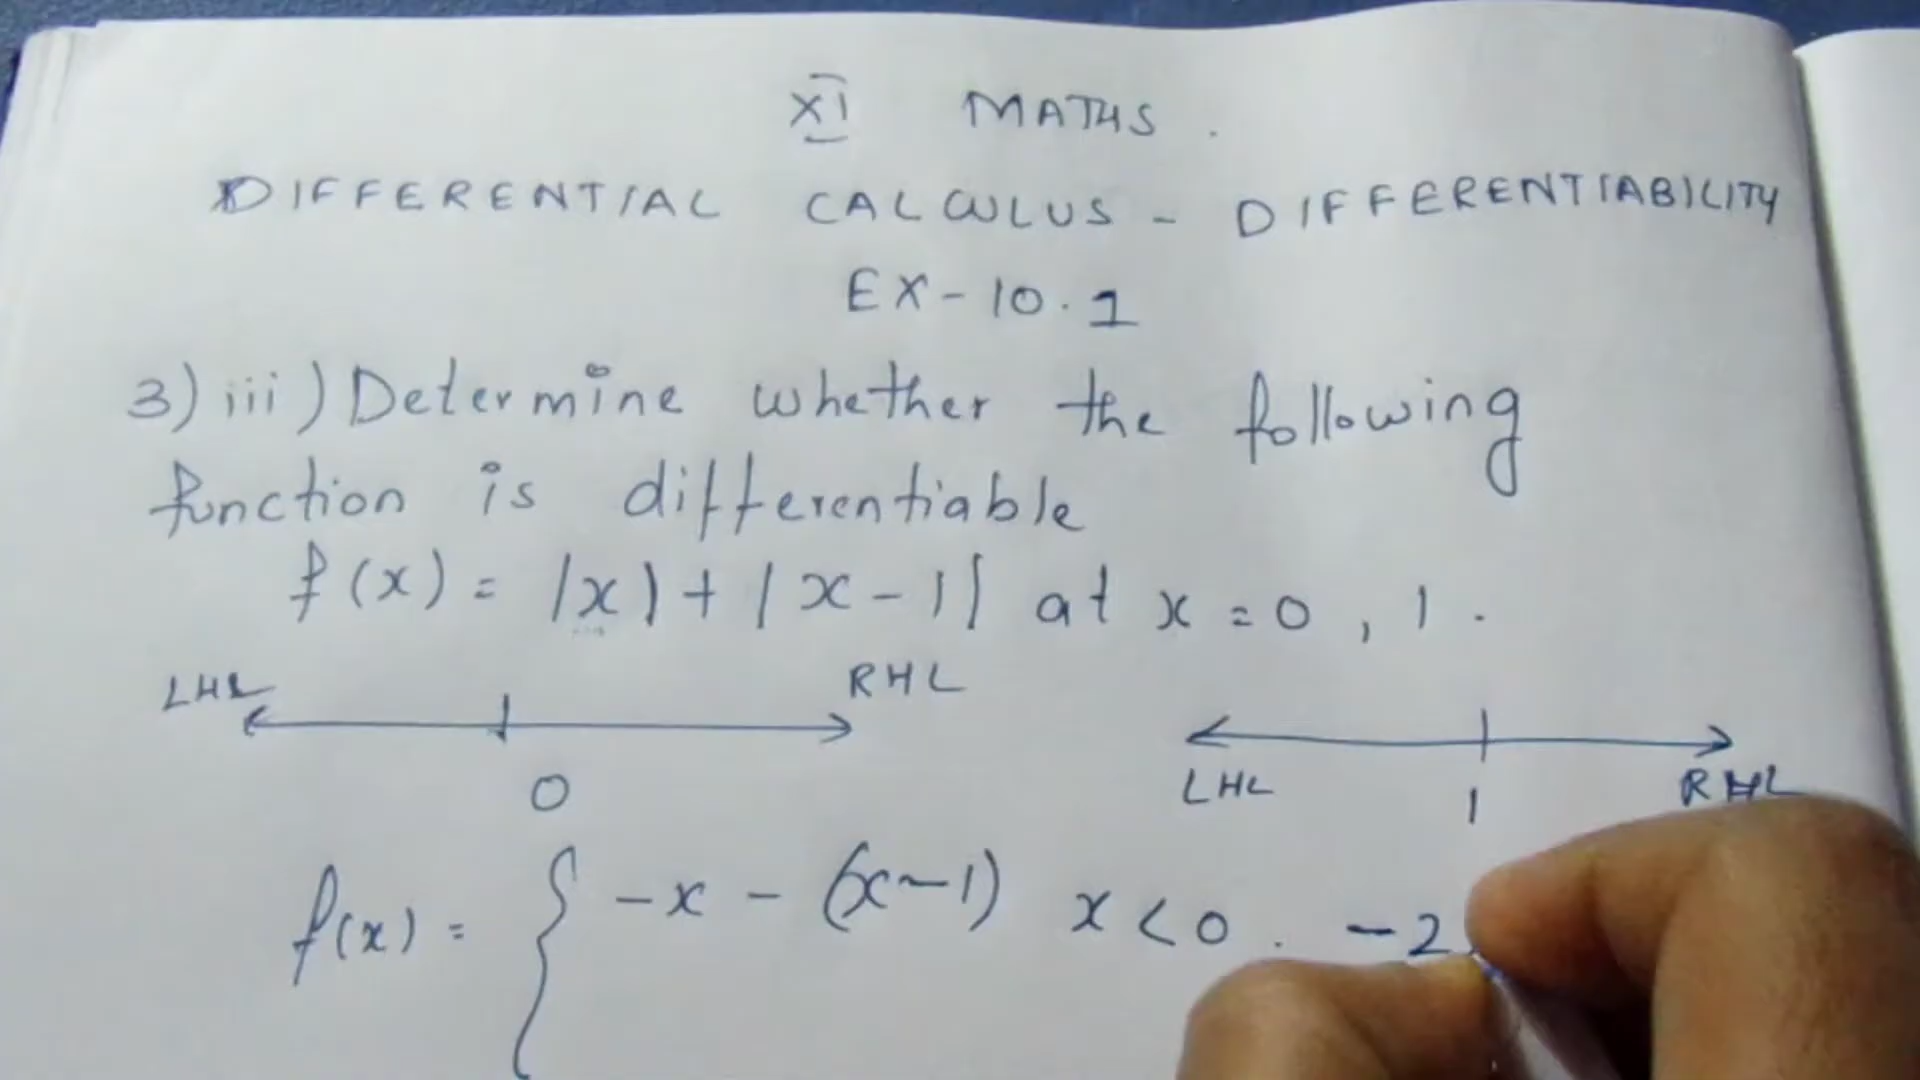 XI MATHS.
DIFFERENTIAL CALCULUS - DIFFERENTIABILITY
EX-10.1
3) iii) Determine whether the following
function is differentiable
f(x) = |x| + |x-1| at x = 0, 1.
LHL RHL
0
LHL 1 RHL
f(x) = { -x - (x-1) x < 0. -2